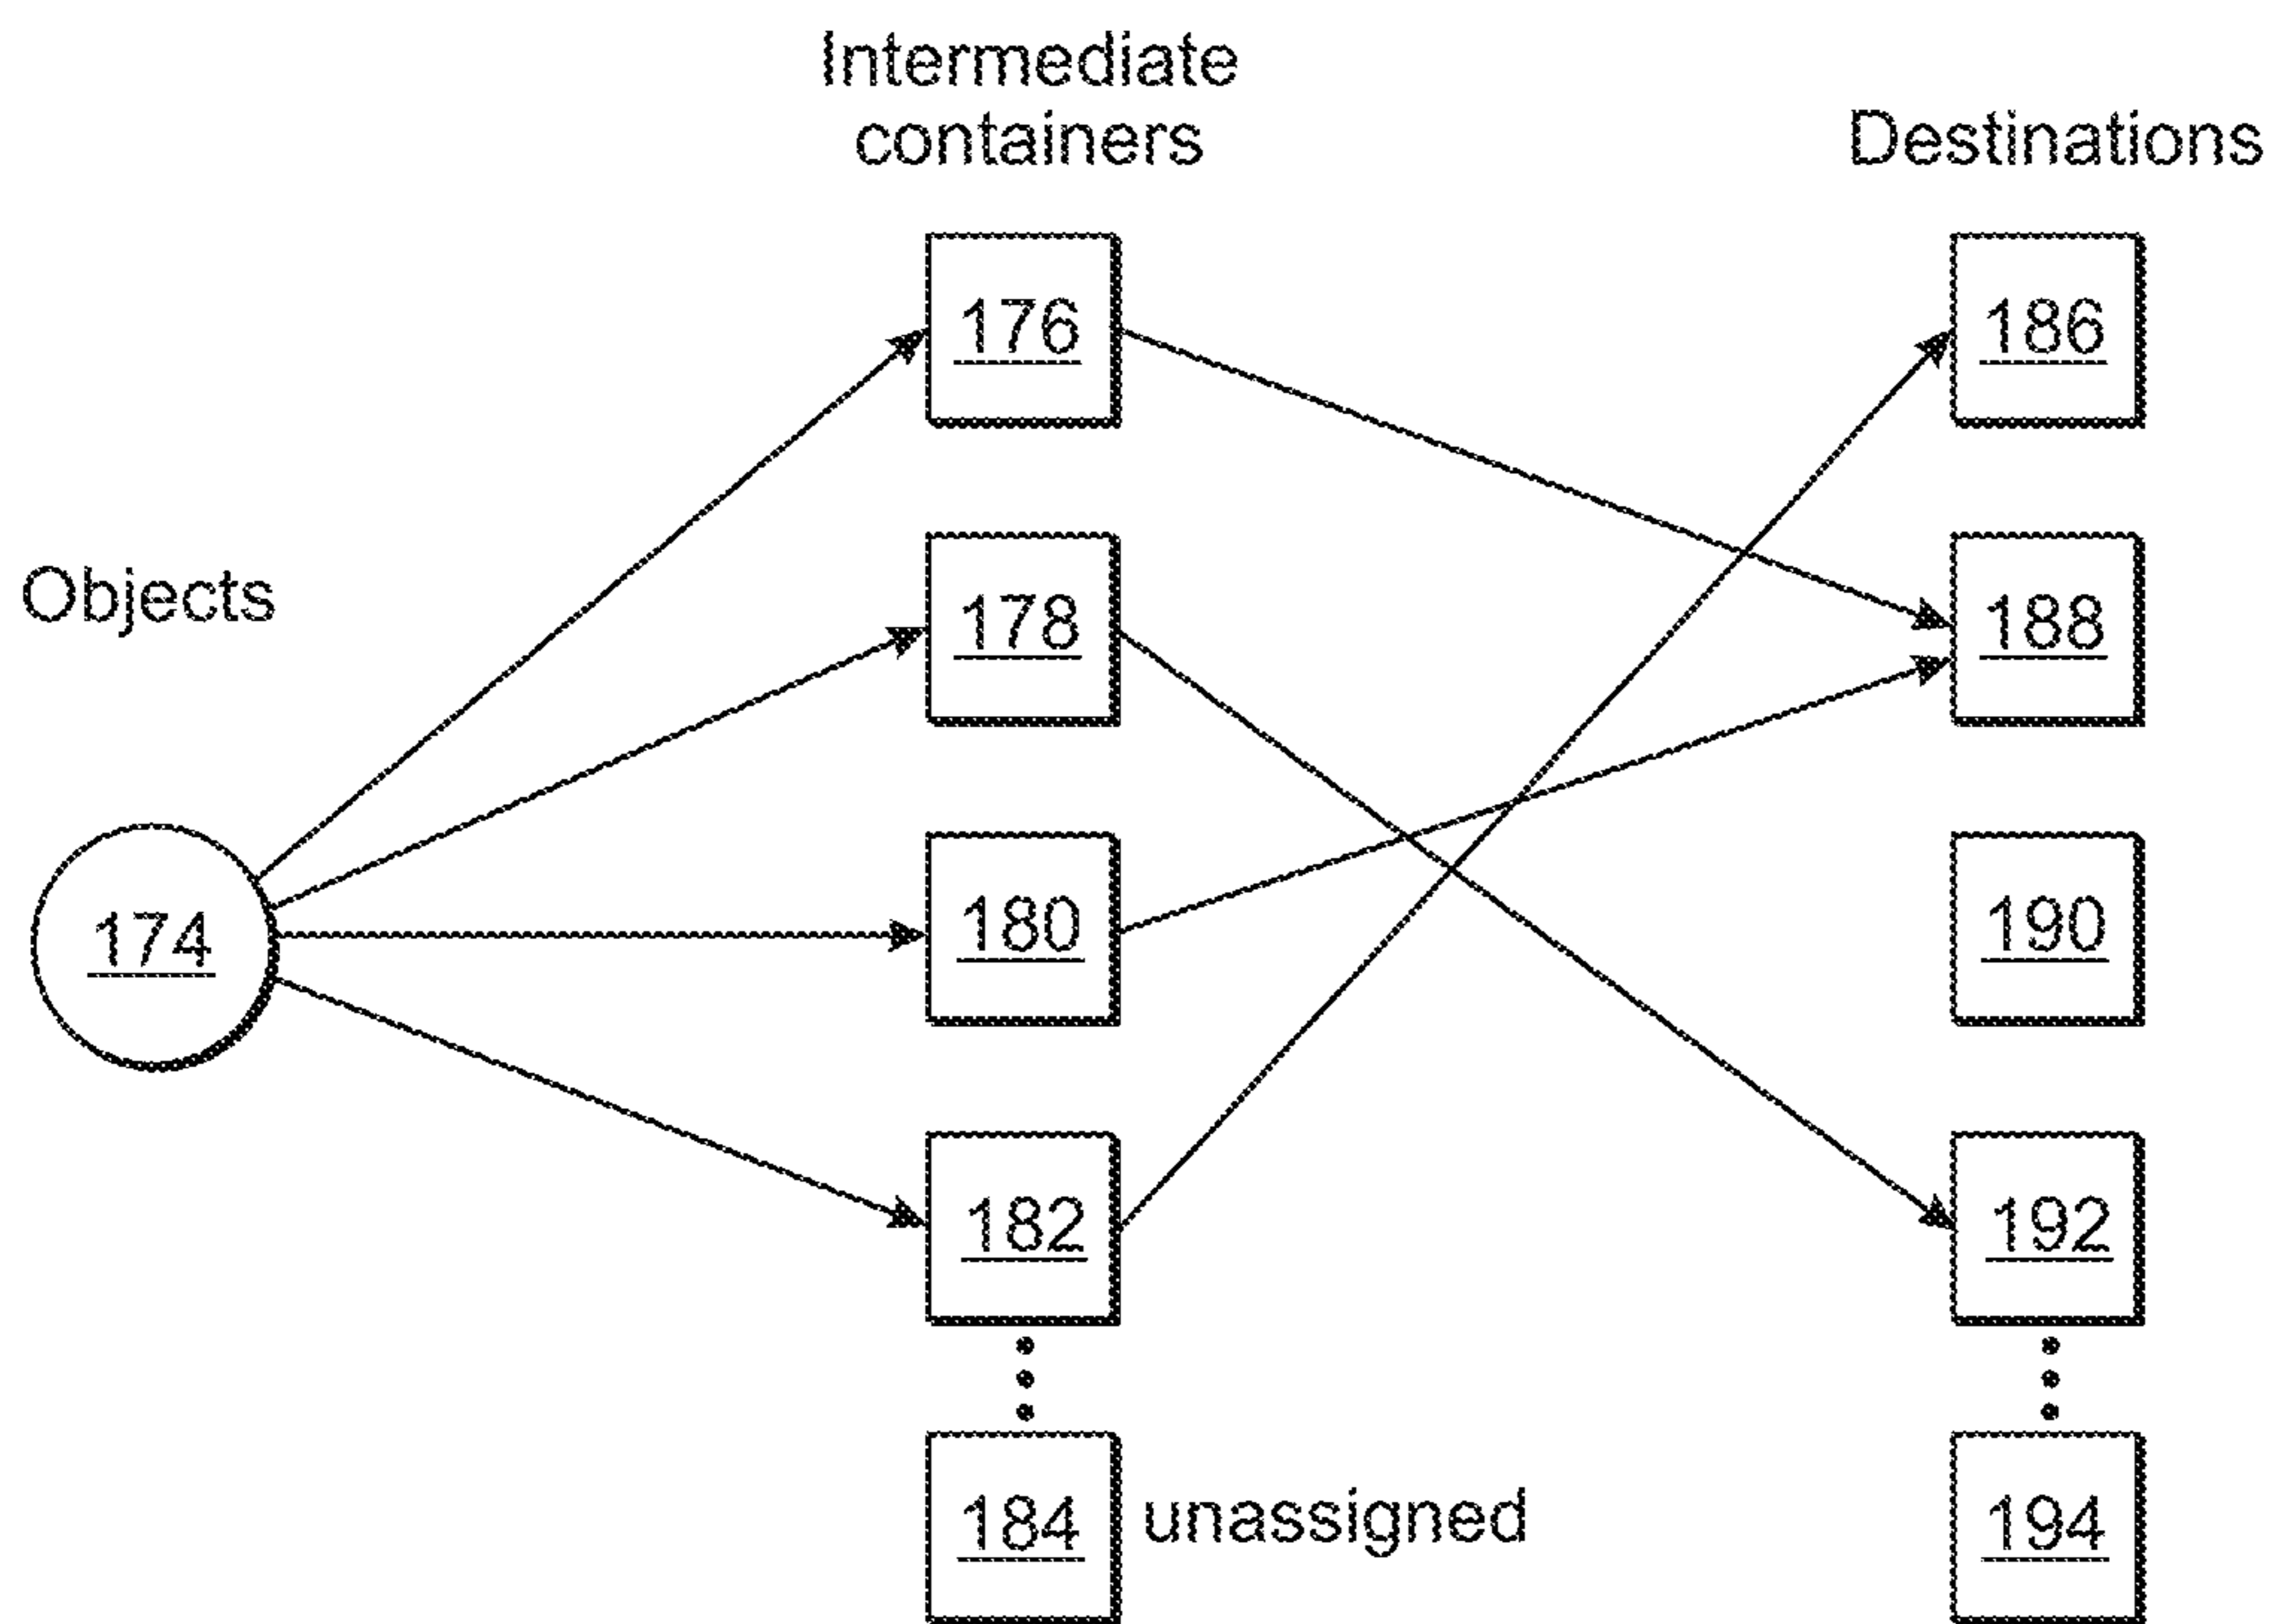 Intermediate
containers
Destinations
176
186
Objects
178
188
174
180
190
182
192
184
unassigned
194